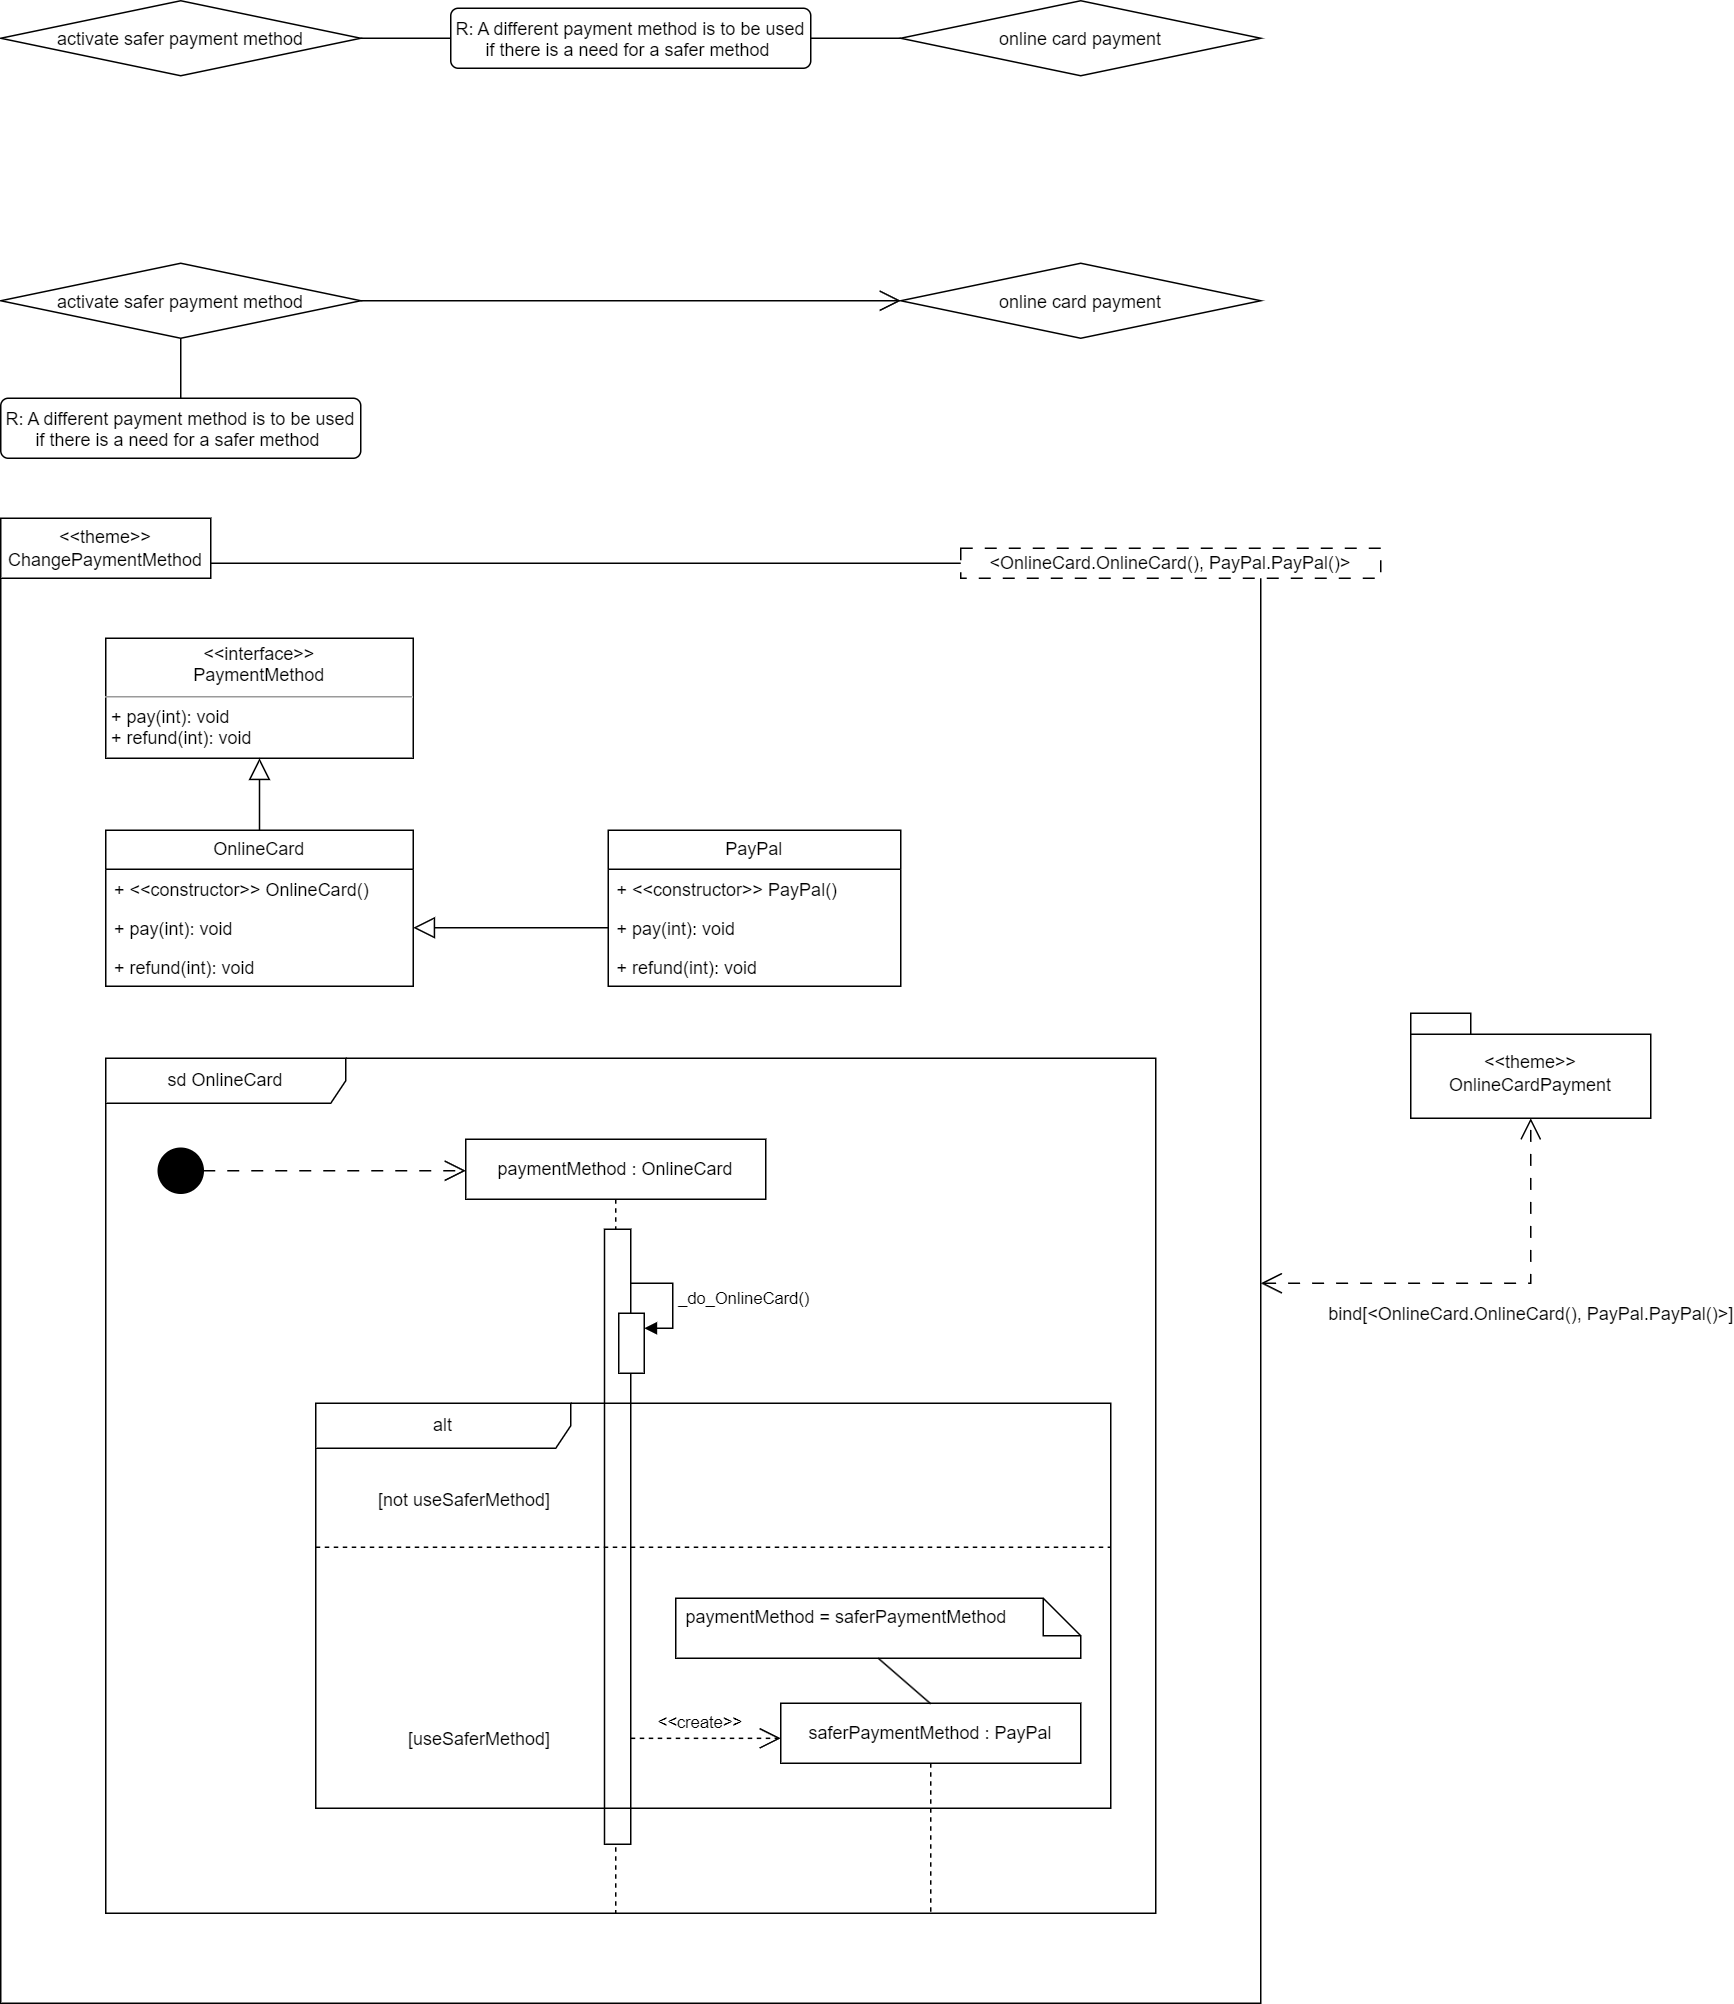 activate safer payment method
R: A different payment method is to be used
if there is a need for a safer method
online card payment
activate safer payment method
online card payment
R: A different payment method is to be used
if there is a need for a safer method
<<theme>>
ChangePaymentMethod
<OnlineCard.OnlineCard(), PayPal.PayPal()>
<<interface>>
PaymentMethod
+ pay(int): void
+ refund(int): void
OnlineCard
+ <<constructor>> OnlineCard()
+ pay(int): void
+ refund(int): void
PayPal
+ <<constructor>> PayPal()
+ pay(int): void
+ refund(int): void
<<theme>>
OnlineCardPayment
bind[<OnlineCard.OnlineCard(), PayPal.PayPal()>]
sd OnlineCard
paymentMethod : OnlineCard
_do_OnlineCard()
alt
[not useSaferMethod]
paymentMethod = saferPaymentMethod
[useSaferMethod]
<<create>>
saferPaymentMethod : PayPal